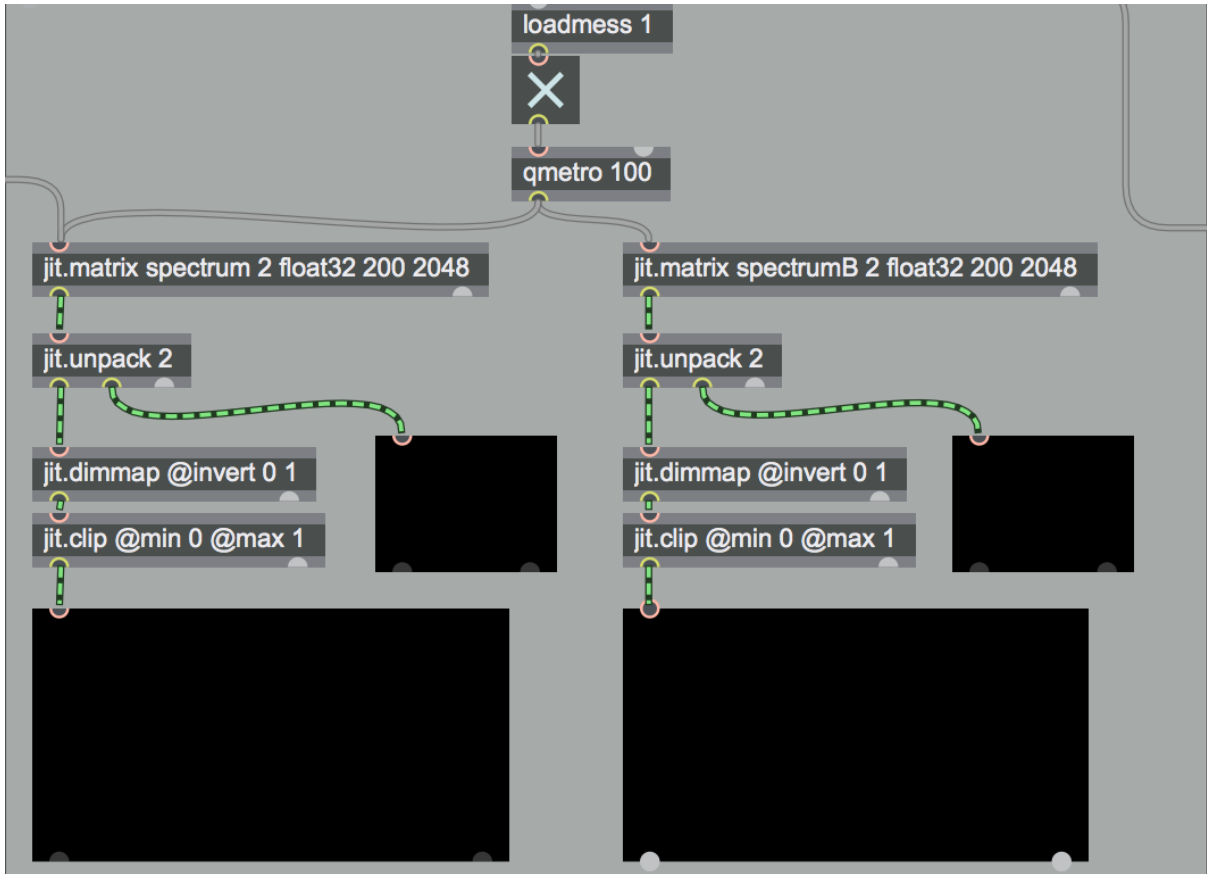 loadmess 1
qmetro 100
jit.matrix spectrum 2 float32 200 2048
jit.matrix spectrumB 2 float32 200 2048
jit.unpack 2
jit.unpack 2
jit.dimmap @invert 0 1
jit.dimmap @invert 0 1
jit.clip @min 0 @max 1
jit.clip @min 0 @max 1